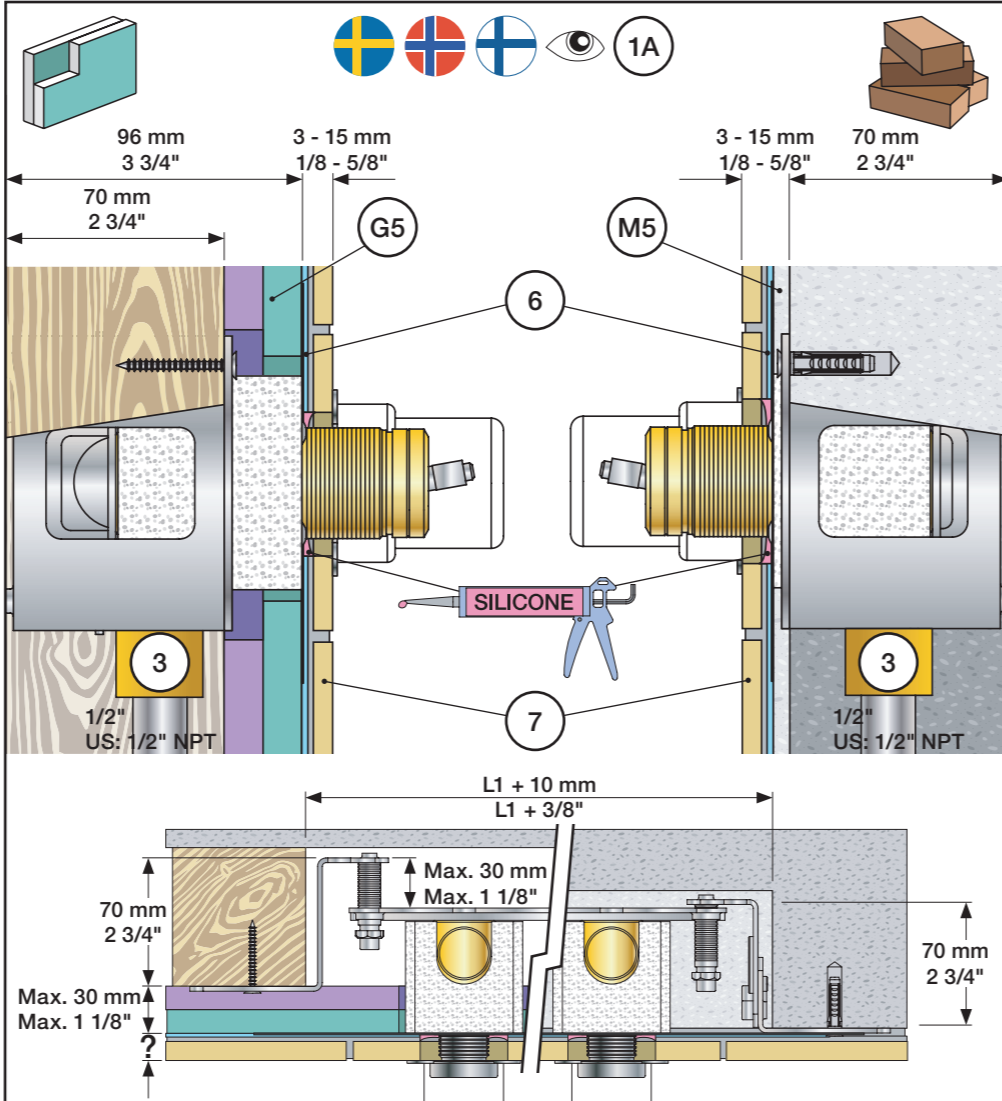 1A
96 mm
3 3/4"
3 - 15 mm
1/8 - 5/8"
3 - 15 mm
1/8 - 5/8"
70 mm
2 3/4"
70 mm
2 3/4"
G5
M5
6
SILICONE
3
3
1/2"
US: 1/2" NPT
7
1/2"
US: 1/2" NPT
L1 + 10 mm
L1 + 3/8"
Max. 30 mm
Max. 1 1/8"
70 mm
2 3/4"
70 mm
2 3/4"
Max. 30 mm
Max. 1 1/8"
?